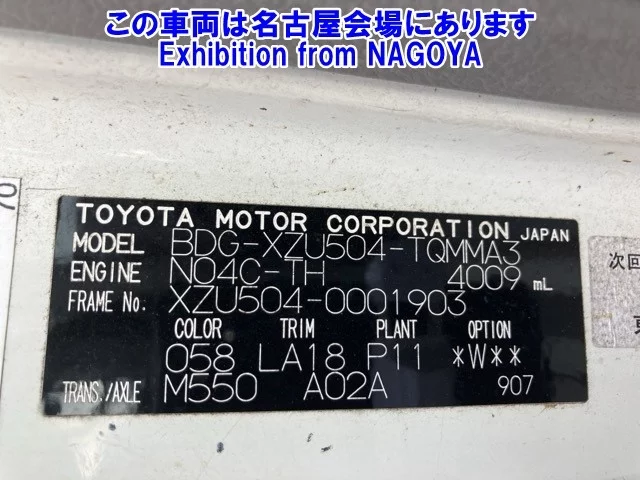 この車両は名古屋会場にあります
Exhibition from NAGOYA
70
TOYOTA MOTOR CORPORATION JAPAN
MODEL BDG-XZU504-TQMMA3
ENGINE N04C-TH 4009 mL
FRAME No. XZU504-0001903
COLOR TRIM PLANT OPTION
058 LA18 P11 *W**
TRANS./AXLE M550 A02A 907
次回